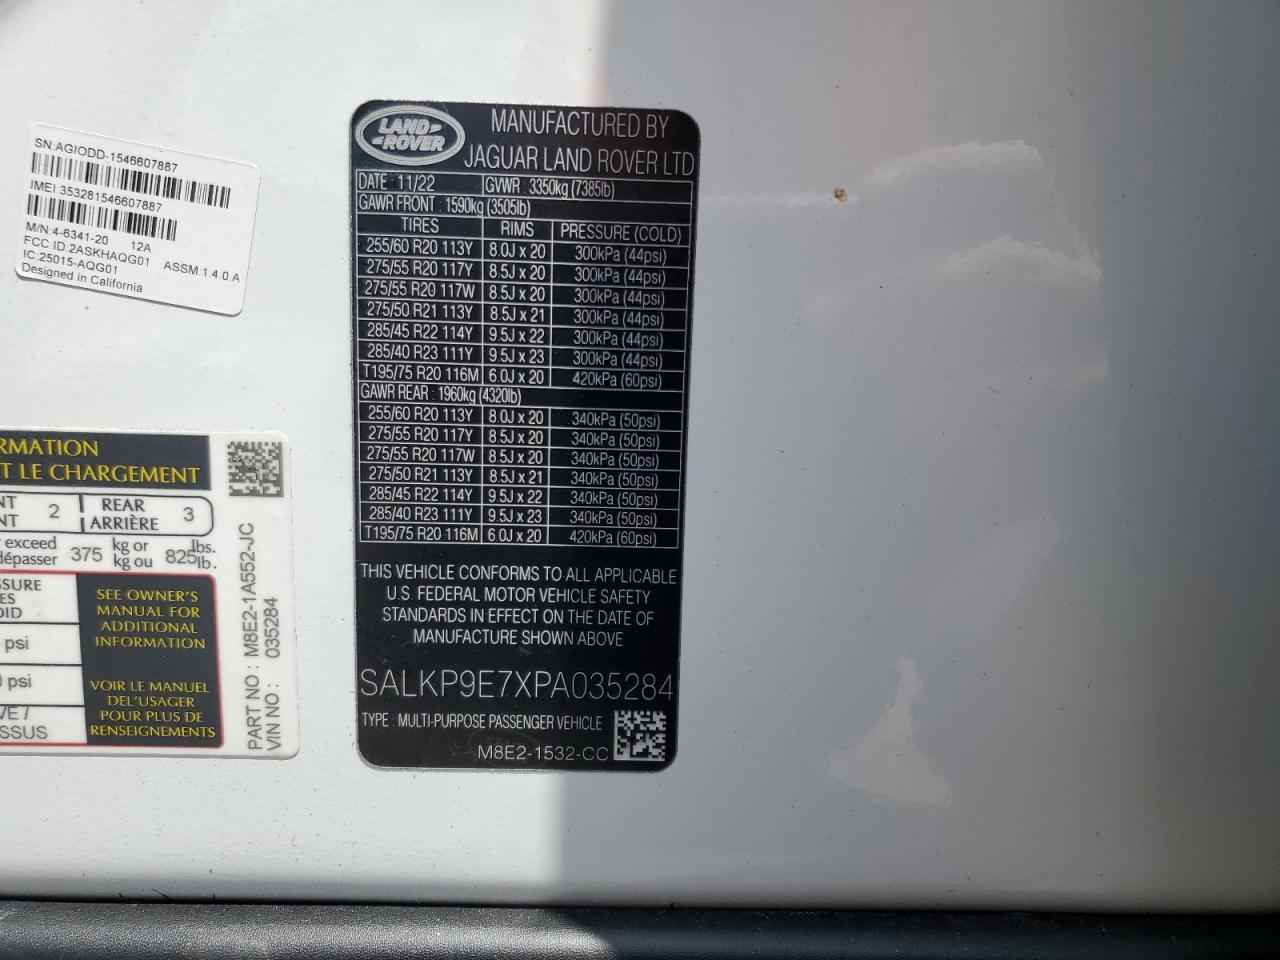 SN:AGIODD-1546607887
IMEI 353281546607887
M/N:4-6341-20 12A
FCC ID:2ASKHAQG01 ASSM:1.4.0.A
IC:25015-AQG01
Designed in California
LAND-
-ROVER
MANUFACTURED BY
JAGUAR LAND ROVER LTD
DATE: 11/22 GVWR: 3350kg (7385lb)
GAWR FRONT: 1590kg (3505lb)
TIRES RIMS PRESSURE (COLD)
255/60 R20 113Y 8.0J x 20 300kPa (44psi)
275/55 R20 117Y 8.5J x 20 300kPa (44psi)
275/55 R20 117W 8.5J x 20 300kPa (44psi)
275/50 R21 113Y 8.5J x 21 300kPa (44psi)
285/45 R22 114Y 9.5J x 22 300kPa (44psi)
285/40 R23 111Y 9.5J x 23 300kPa (44psi)
T195/75 R20 116M 6.0J x 20 420kPa (60psi)
GAWR REAR: 1960kg (4320lb)
255/60 R20 113Y 8.0J x 20 340kPa (50psi)
275/55 R20 117Y 8.5J x 20 340kPa (50psi)
275/55 R20 117W 8.5J x 20 340kPa (50psi)
275/50 R21 113Y 8.5J x 21 340kPa (50psi)
285/45 R22 114Y 9.5J x 22 340kPa (50psi)
285/40 R23 111Y 9.5J x 23 340kPa (50psi)
T195/75 R20 116M 6.0J x 20 420kPa (60psi)
THIS VEHICLE CONFORMS TO ALL APPLICABLE
U.S. FEDERAL MOTOR VEHICLE SAFETY
STANDARDS IN EFFECT ON THE DATE OF
MANUFACTURE SHOWN ABOVE
SALKP9E7XPA035284
TYPE: MULTI-PURPOSE PASSENGER VEHICLE
M8E2-1532-CC
RMATION
T LE CHARGEMENT
NT 2 REAR 3
NT ARRIÈRE
r exceed 375 kg or 825 lbs.
dépasser kg ou lb.
SSURE
ES
OID
psi
0 psi
VE /
SSUS
SEE OWNER'S
MANUAL FOR
ADDITIONAL
INFORMATION
VOIR LE MANUEL
DEL'USAGER
POUR PLUS DE
RENSEIGNEMENTS
PART NO: M8E2-1A552-JC
VIN NO: 035284